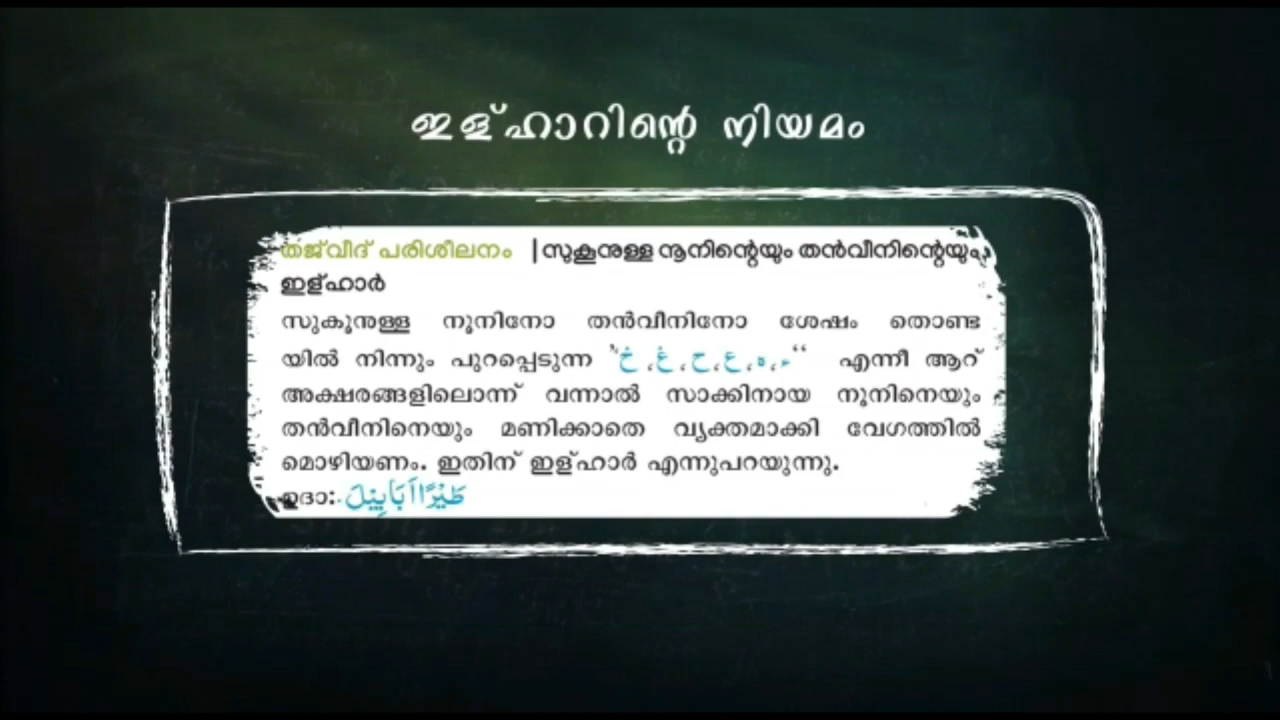 ഇള്ഹാറിന്റെ നിയമം
തജ്‌വീദ് പരിശീലനം |സുകൂനുള്ള നൂനിന്റെയും തൻവീനിന്റെയും
ഇള്ഹാർ
സുകൂനുള്ള നൂനിനോ തൻവീനിനോ ശേഷം തൊണ്ട
യിൽ നിന്നും പുറപ്പെടുന്ന “ء، ه، ع، ح، غ، خ” എന്നീ ആറ്
അക്ഷരങ്ങളിലൊന്ന് വന്നാൽ സാക്കിനായ നൂനിനെയും
തൻവീനിനെയും മണിക്കാതെ വ്യക്തമാക്കി വേഗത്തിൽ
മൊഴിയണം. ഇതിന് ഇള്ഹാർ എന്നുപറയുന്നു.
ഉദാ: طَيْرًا اَبَابِيْلَ